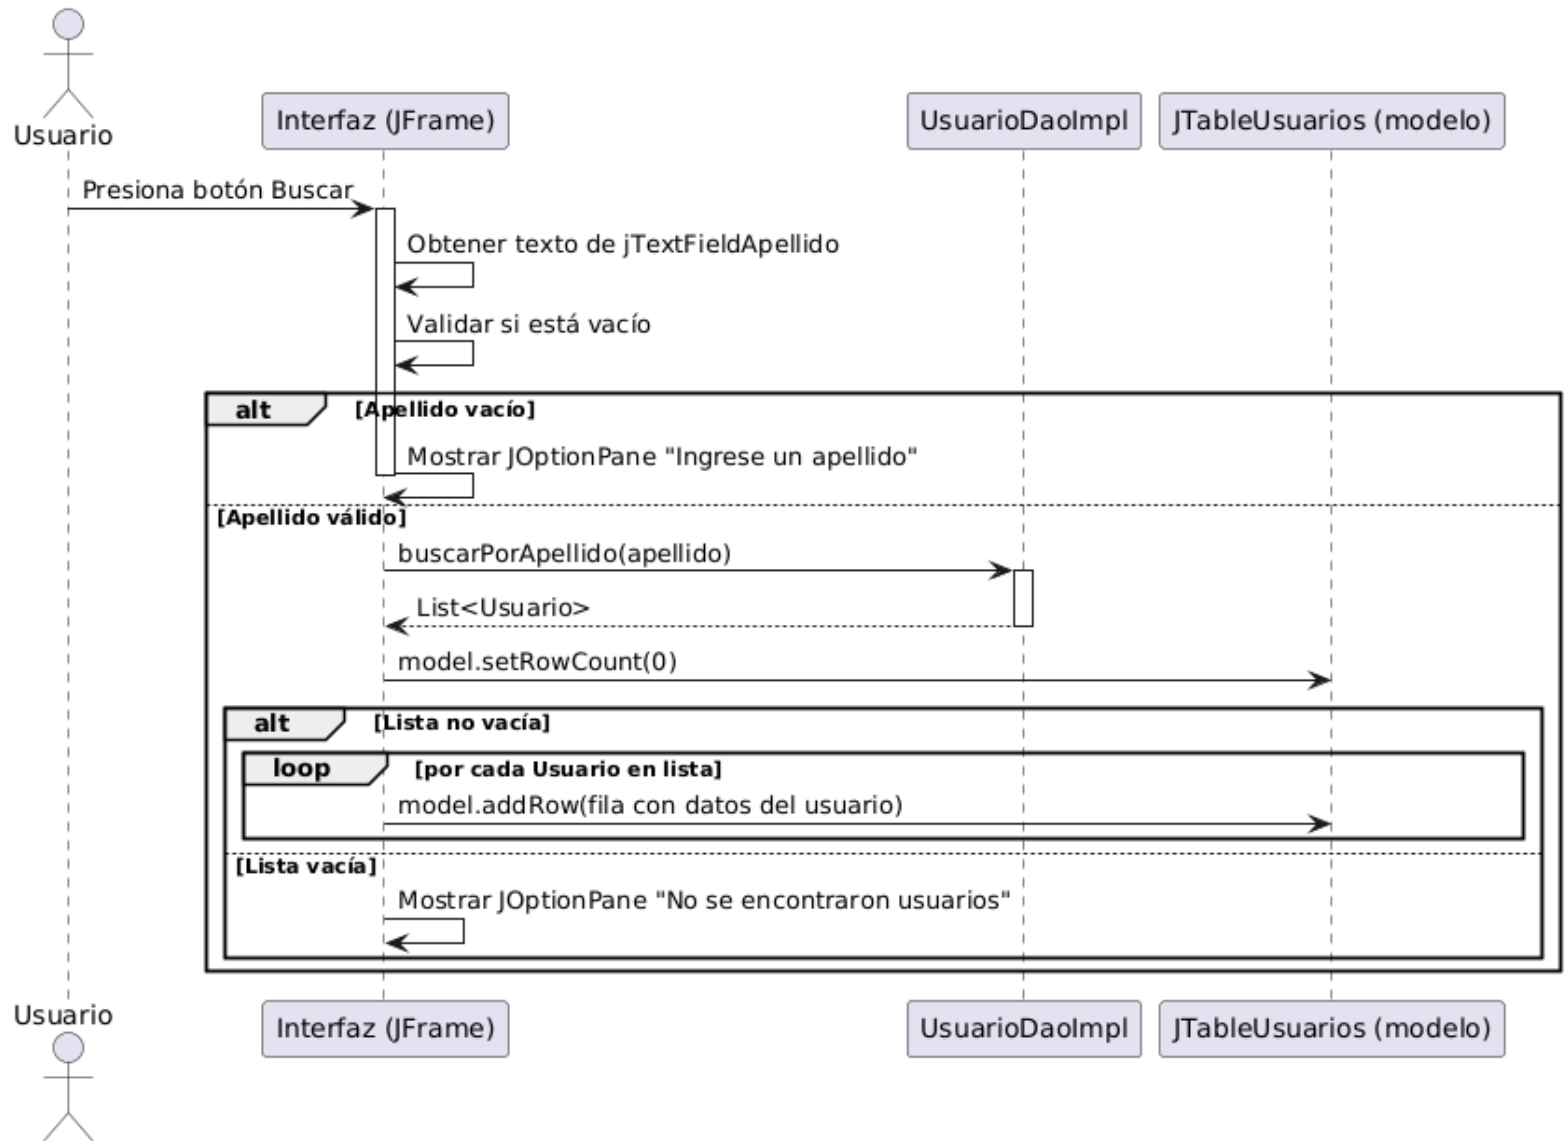 Usuario
Interfaz (JFrame)
UsuarioDaoImpl
JTableUsuarios (modelo)
Presiona botón Buscar
Obtener texto de jTextFieldApellido
Validar si está vacío
alt
[Apellido vacío]
Mostrar JOptionPane "Ingrese un apellido"
[Apellido válido]
buscarPorApellido(apellido)
List<Usuario>
model.setRowCount(0)
alt
[Lista no vacía]
loop
[por cada Usuario en lista]
model.addRow(fila con datos del usuario)
[Lista vacía]
Mostrar JOptionPane "No se encontraron usuarios"
Usuario
Interfaz (JFrame)
UsuarioDaoImpl
JTableUsuarios (modelo)